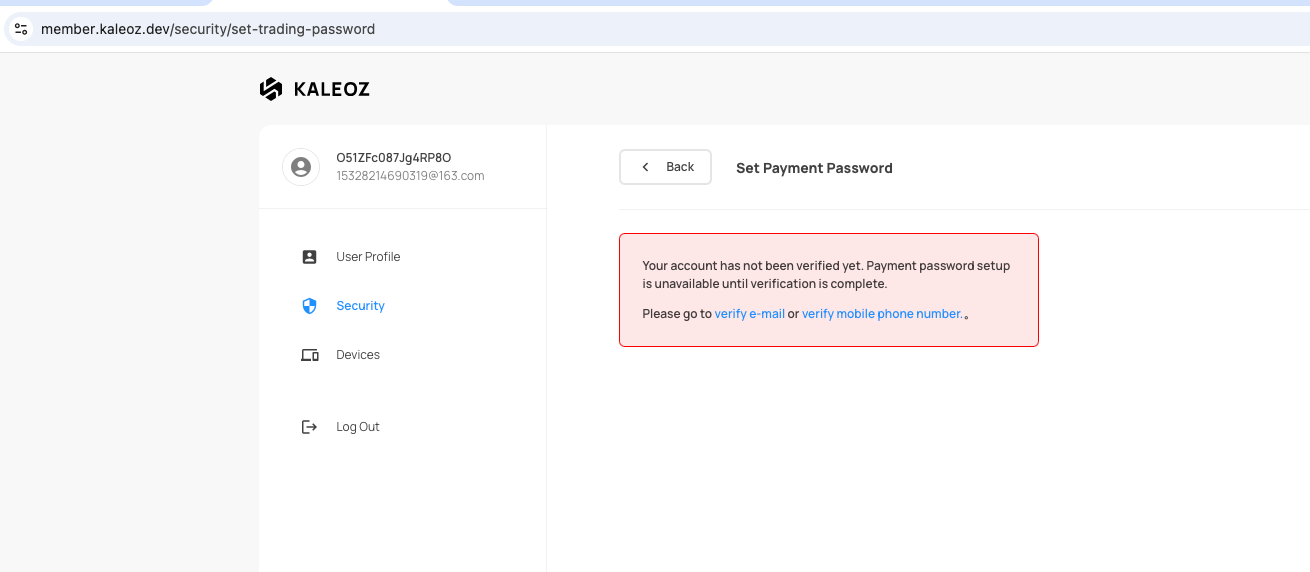 member.kaleoz.dev/security/set-trading-password
KALEOZ
O51ZFc087Jg4RP8O
15328214690319@163.com
User Profile
Security
Devices
Log Out
Back
Set Payment Password
Your account has not been verified yet. Payment password setup
is unavailable until verification is complete.
Please go to verify e-mail or verify mobile phone number.。